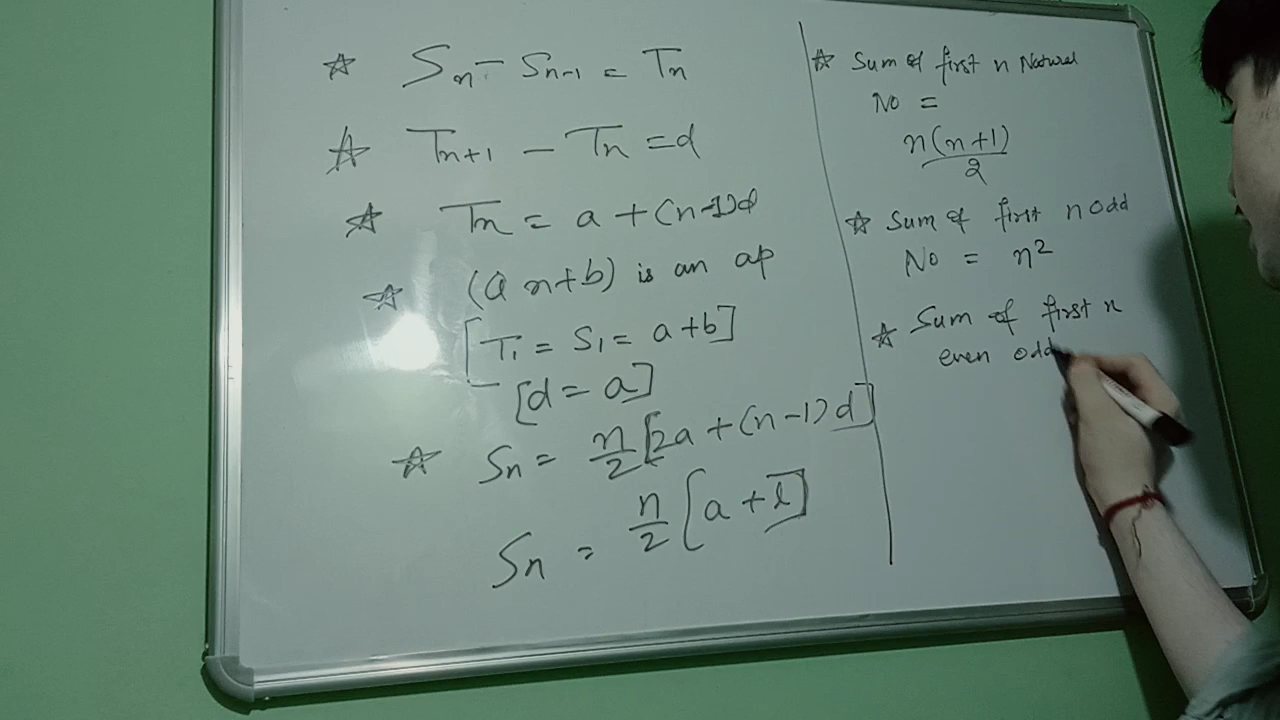 ☆ Sn - Sn-1 = Tn
☆ Tn+1 - Tn = d
☆ Tn = a + (n-1)d
☆ (a n+b) is an ap
[T1 = S1 = a+b]
[d = a]
☆ Sn = n/2 [2a + (n-1)d]
Sn = n/2 [a + l]
☆ Sum of first n Natural
No =
n(n+1)/2
☆ Sum of first n odd
No = n²
☆ Sum of first n
even odd